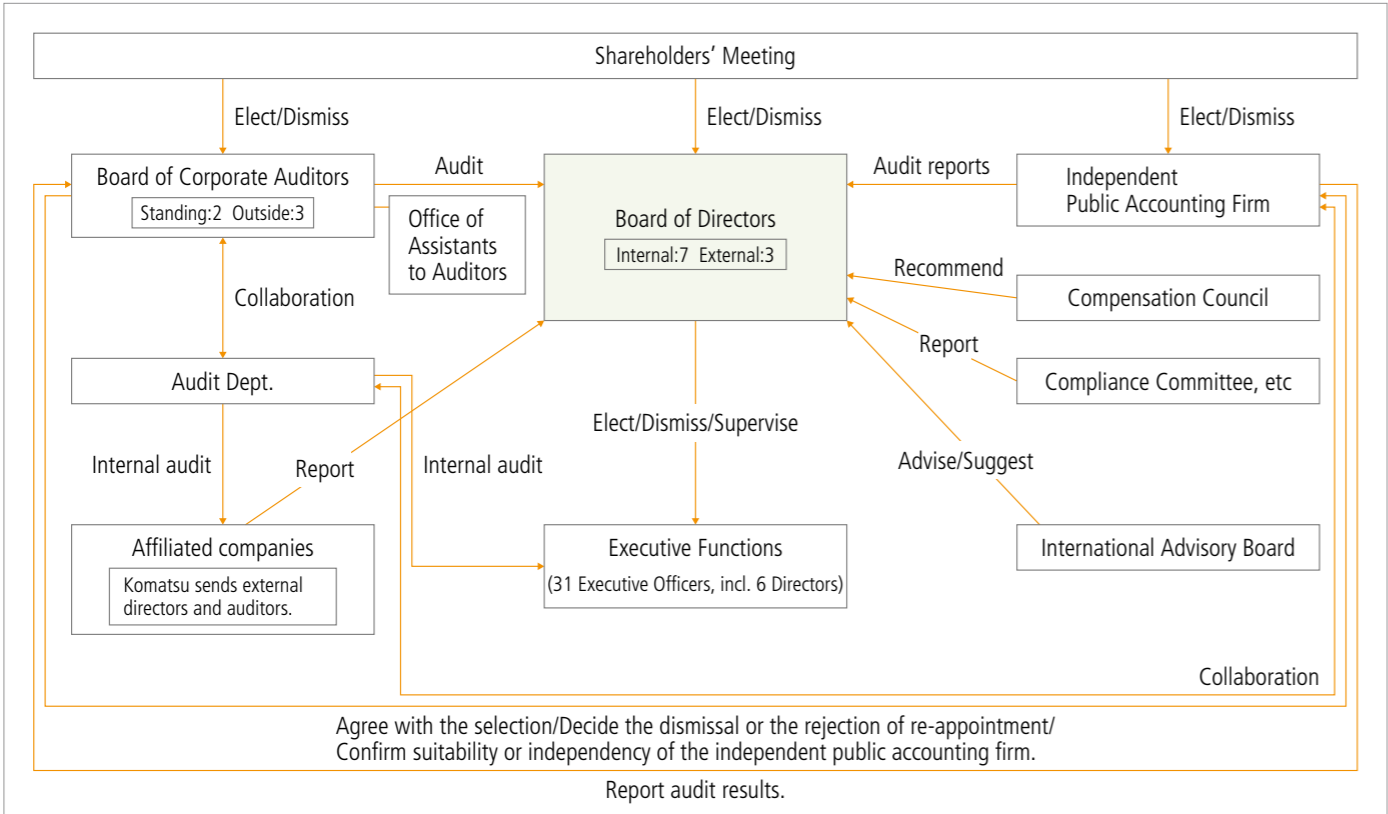 Shareholders’ Meeting
Elect/Dismiss
Elect/Dismiss
Elect/Dismiss
Board of Corporate Auditors
Standing:2 Outside:3
Audit
Office of
Assistants
to Auditors
Board of Directors
Internal:7 External:3
Audit reports
Independent
Public Accounting Firm
Recommend
Compensation Council
Collaboration
Report
Compliance Committee, etc
Audit Dept.
Elect/Dismiss/Supervise
Internal audit
Report
Internal audit
Advise/Suggest
Affiliated companies
Komatsu sends external
directors and auditors.
Executive Functions
(31 Executive Officers, incl. 6 Directors)
International Advisory Board
Collaboration
Agree with the selection/Decide the dismissal or the rejection of re-appointment/
Confirm suitability or independency of the independent public accounting firm.
Report audit results.